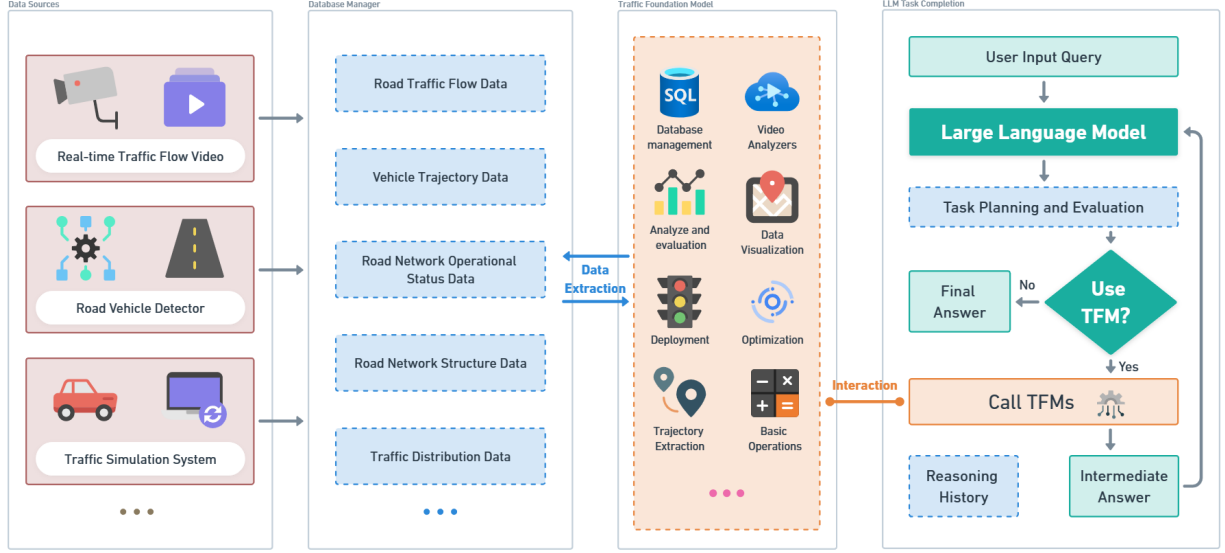 Data Sources
Real-time Traffic Flow Video
Road Vehicle Detector
Traffic Simulation System
Database Manager
Road Traffic Flow Data
Vehicle Trajectory Data
Road Network Operational
Status Data
Road Network Structure Data
Traffic Distribution Data
Data
Extraction
Traffic Foundation Model
SQL
Database
management
Video
Analyzers
Analyze and
evaluation
Data
Visualization
Deployment
Optimization
Trajectory
Extraction
Basic
Operations
Interaction
LLM Task Completion
User Input Query
Large Language Model
Task Planning and Evaluation
Use
TFM?
No
Final
Answer
Yes
Call TFMs
Reasoning
History
Intermediate
Answer